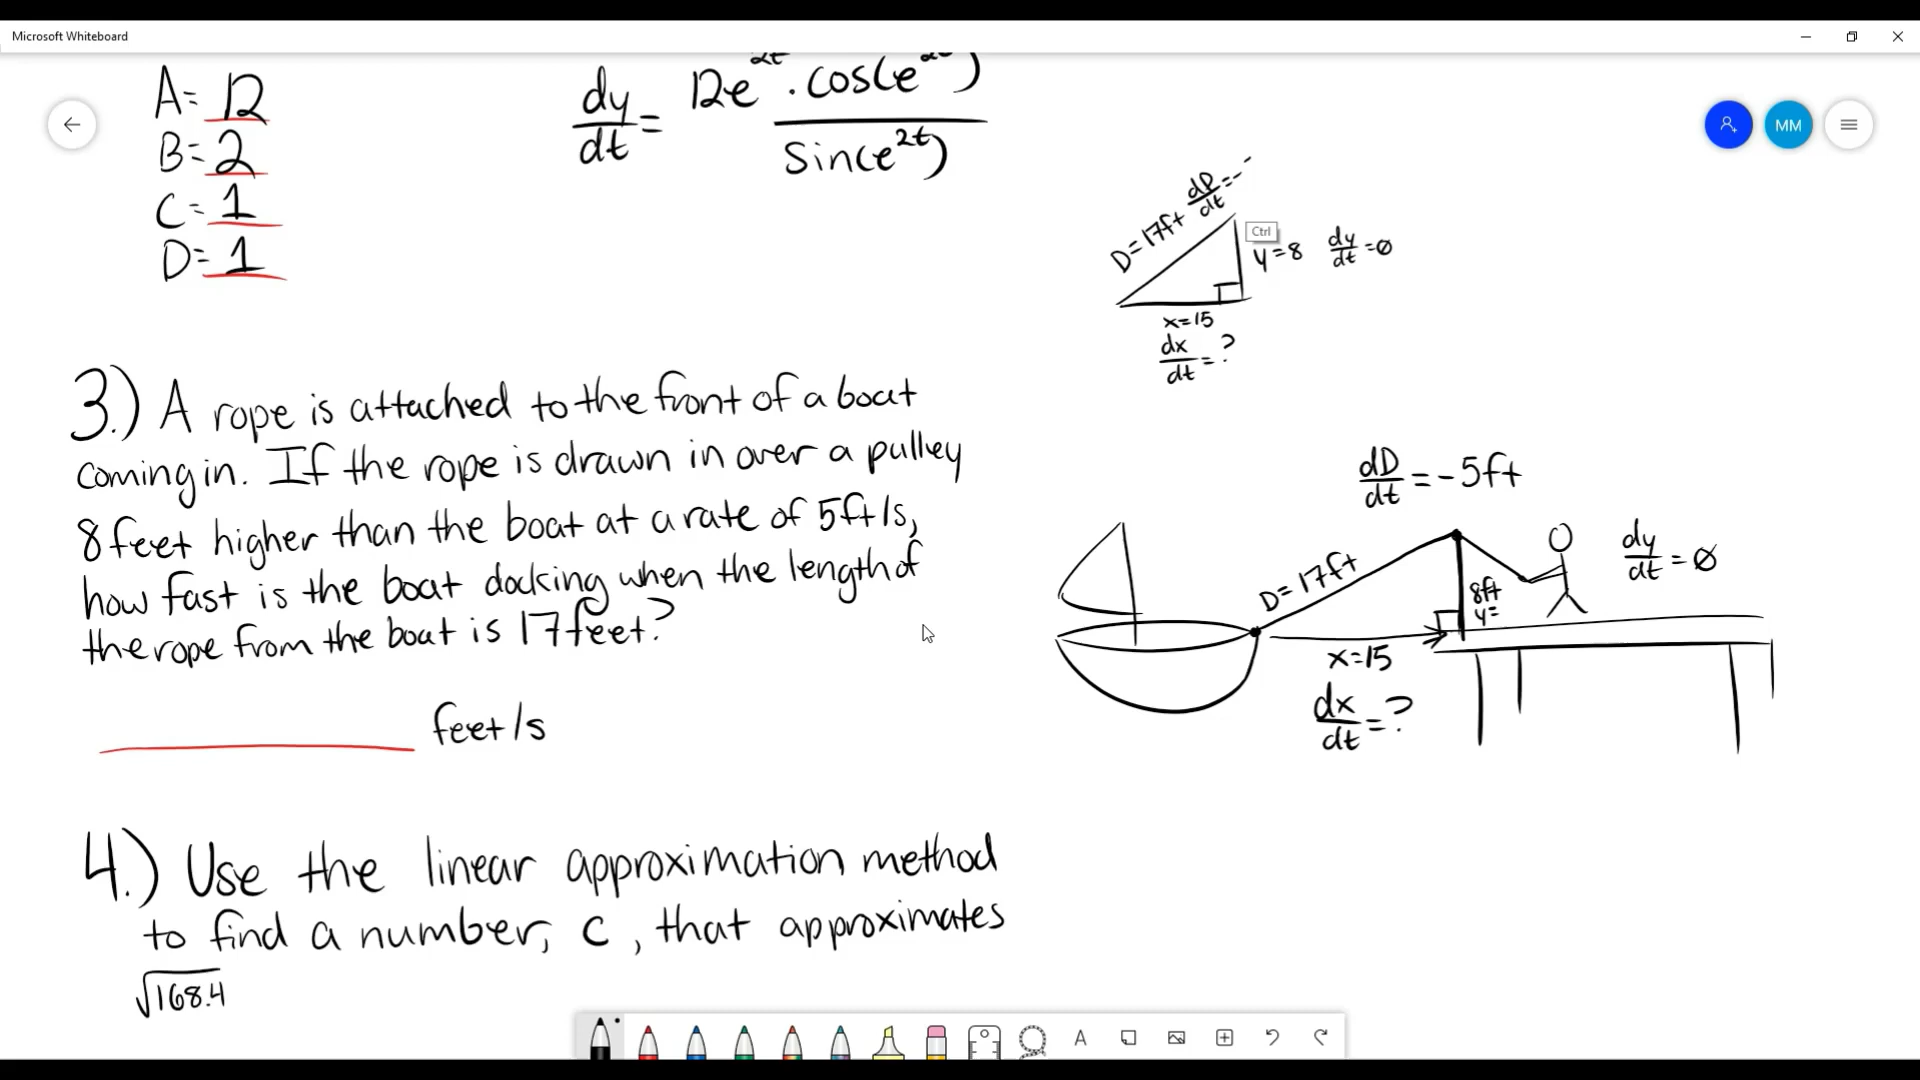 Microsoft Whiteboard
A= 12
B= 2
C= 1
D= 1
dy/dt = 12e^2t · cos(e^2t) / sin(e^2t)
MM
D=17ft dD/dt=-
Ctrl
y=8 dy/dt=0
x=15
dx/dt=?
3.) A rope is attached to the front of a boat
coming in. If the rope is drawn in over a pulley
8 feet higher than the boat at a rate of 5ft/s,
how fast is the boat docking when the length of
the rope from the boat is 17 feet?
feet/s
dD/dt=-5ft
D=17ft
8ft
y=
dy/dt=0
x=15
dx/dt=?
4.) Use the linear approximation method
to find a number, c, that approximates
√168.4
A